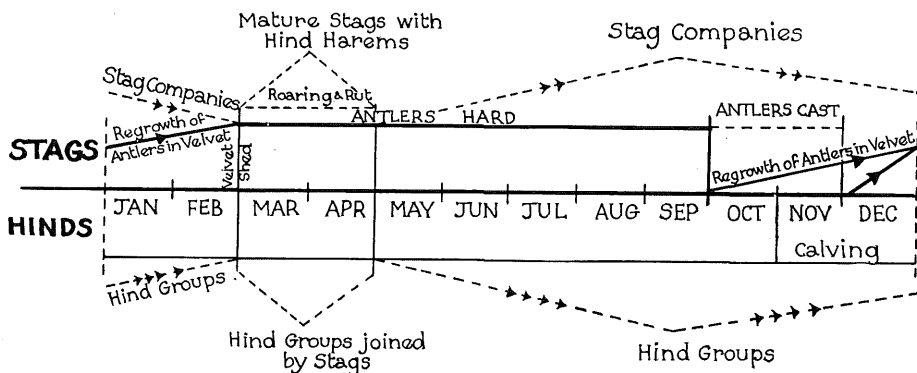 Mature Stags with
Hind Harems
Stag Companies
Stag Companies
Roaring & Rut
ANTLERS HARD
ANTLERS CAST
Regrowth of
Antlers in Velvet
STAGS
Velvet
Shed
Regrowth of Antlers in Velvet
JAN FEB MAR APR MAY JUN JUL AUG SEP OCT NOV DEC
HINDS
Calving
Hind Groups
Hind Groups joined
by Stags
Hind Groups